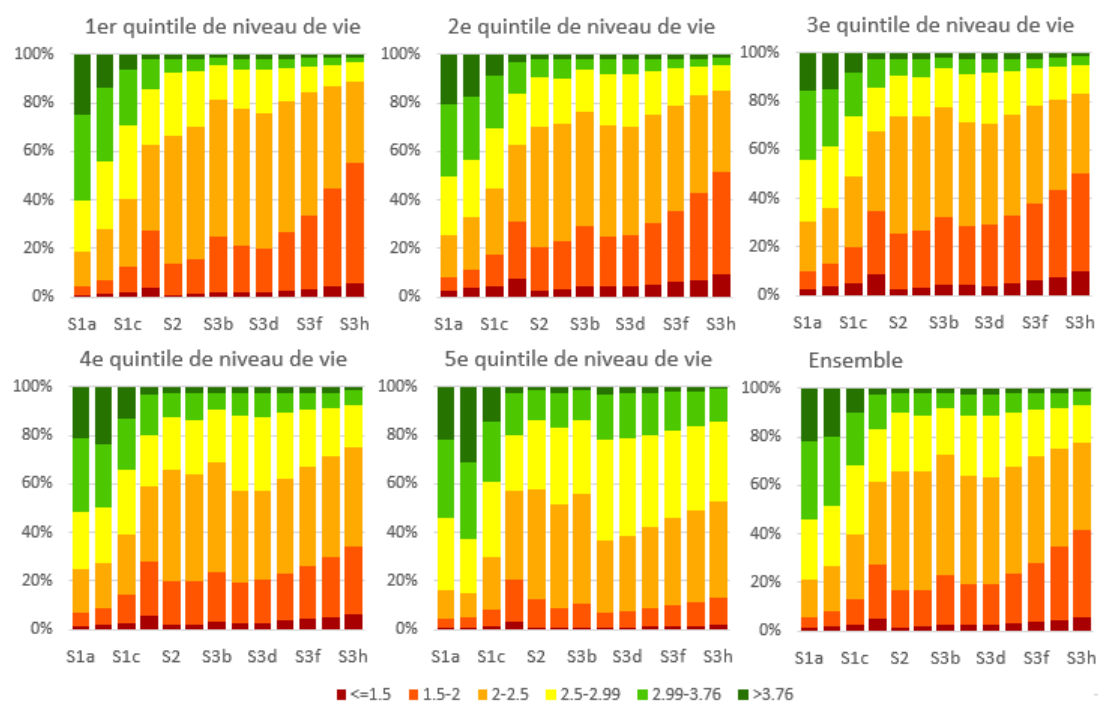 1er quintile de niveau de vie
100%
80%
60%
40%
20%
0%
S1a S1c S2 S3b S3d S3f S3h
2e quintile de niveau de vie
100%
80%
60%
40%
20%
0%
S1a S1c S2 S3b S3d S3f S3h
3e quintile de niveau de vie
100%
80%
60%
40%
20%
0%
S1a S1c S2 S3b S3d S3f S3h
4e quintile de niveau de vie
100%
80%
60%
40%
20%
0%
S1a S1c S2 S3b S3d S3f S3h
5e quintile de niveau de vie
100%
80%
60%
40%
20%
0%
S1a S1c S2 S3b S3d S3f S3h
Ensemble
100%
80%
60%
40%
20%
0%
S1a S1c S2 S3b S3d S3f S3h
<=1.5 1.5-2 2-2.5 2.5-2.99 2.99-3.76 >3.76